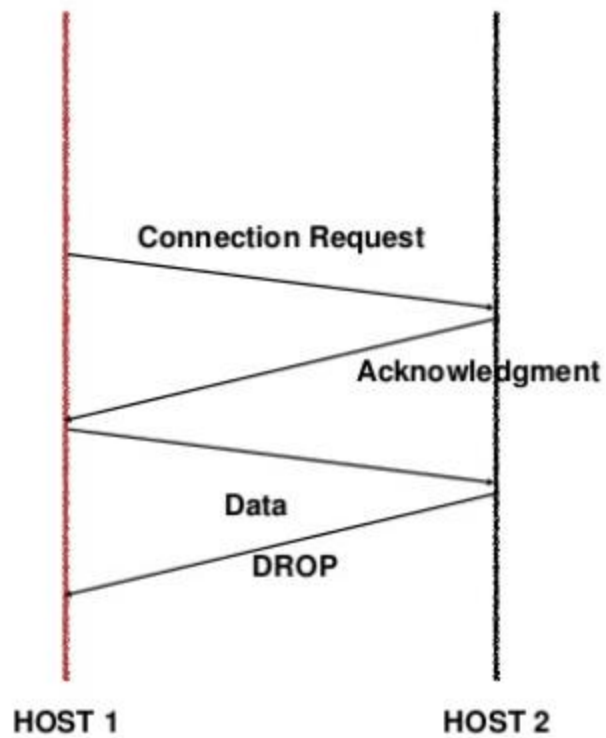 Connection Request
Acknowledgment
Data
DROP
HOST 1
HOST 2